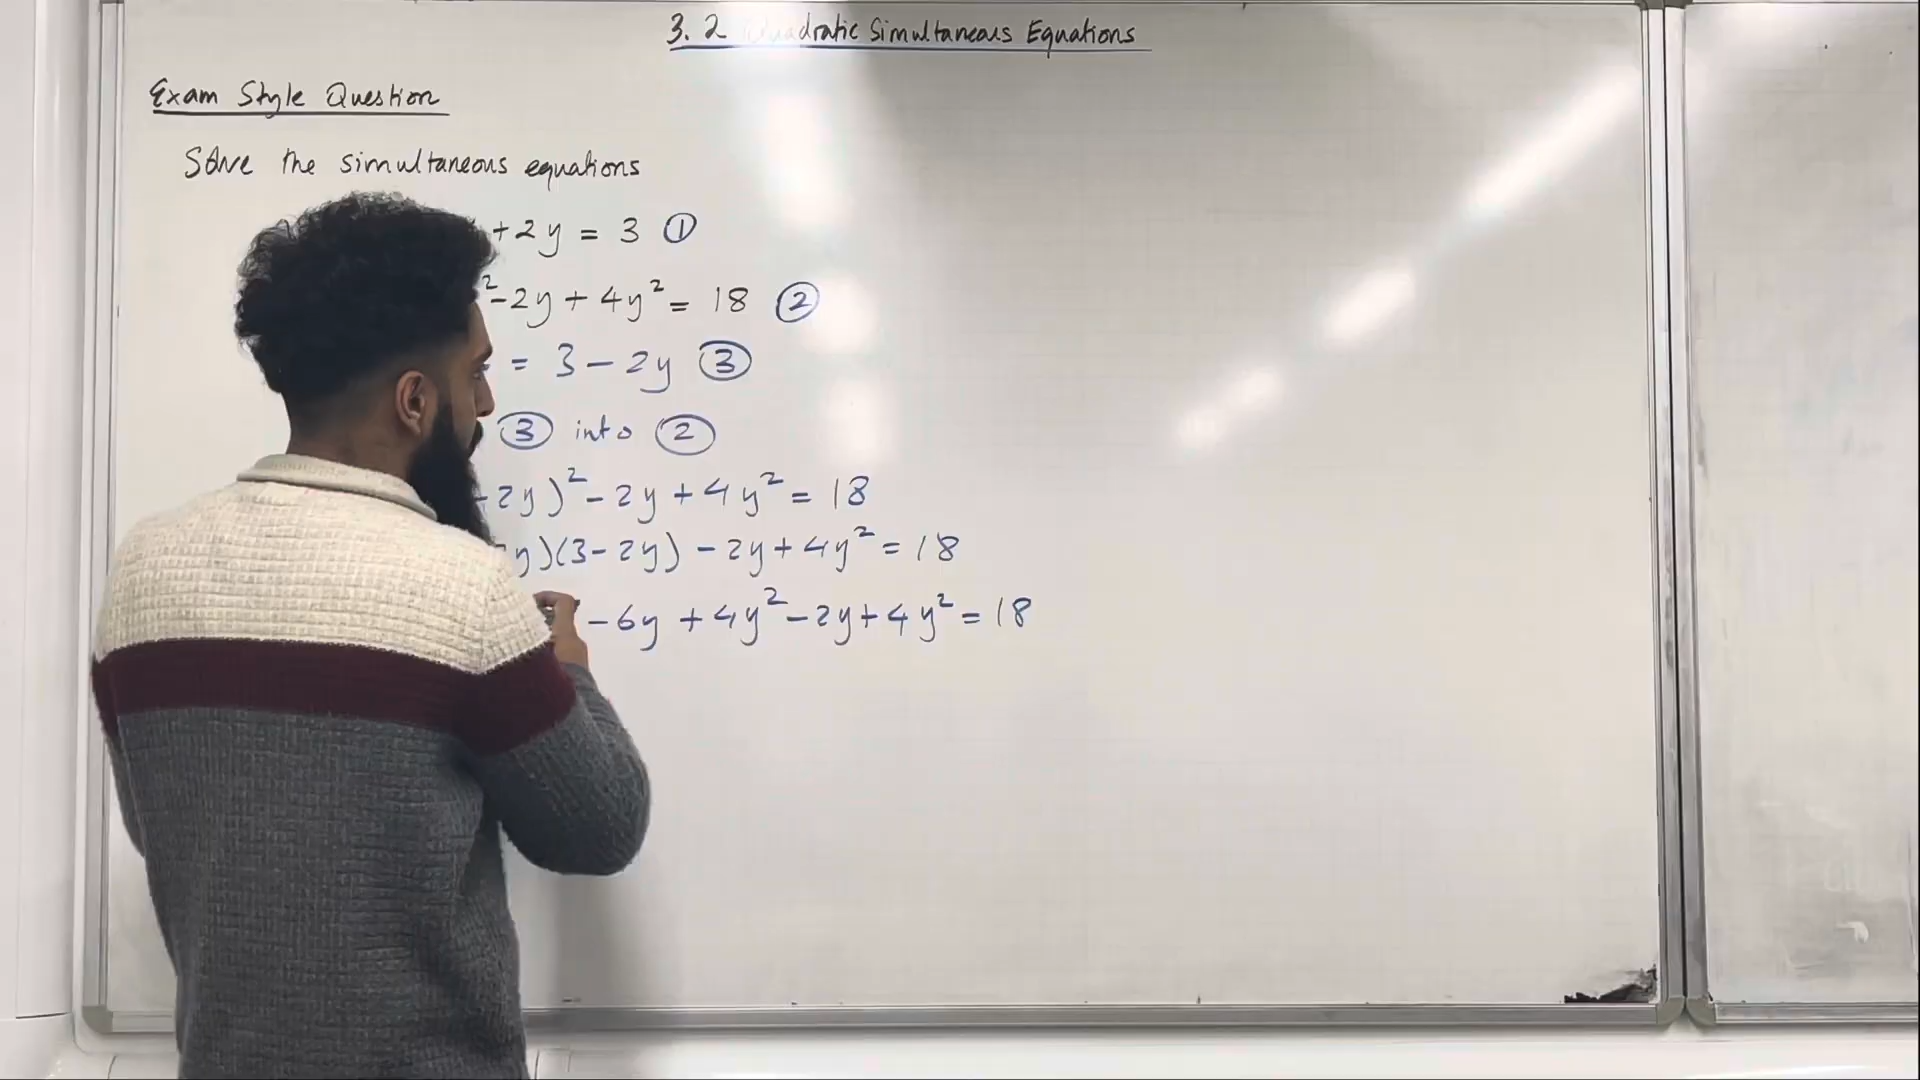 3.2 Quadratic Simultaneous Equations
Exam Style Question
Solve the simultaneous equations
+ 2y = 3 ①
² - 2y + 4y² = 18 ②
= 3 - 2y ③
③ into ②
- 2y)² - 2y + 4y² = 18
y)(3 - 2y) - 2y + 4y² = 18
- 6y + 4y² - 2y + 4y² = 18